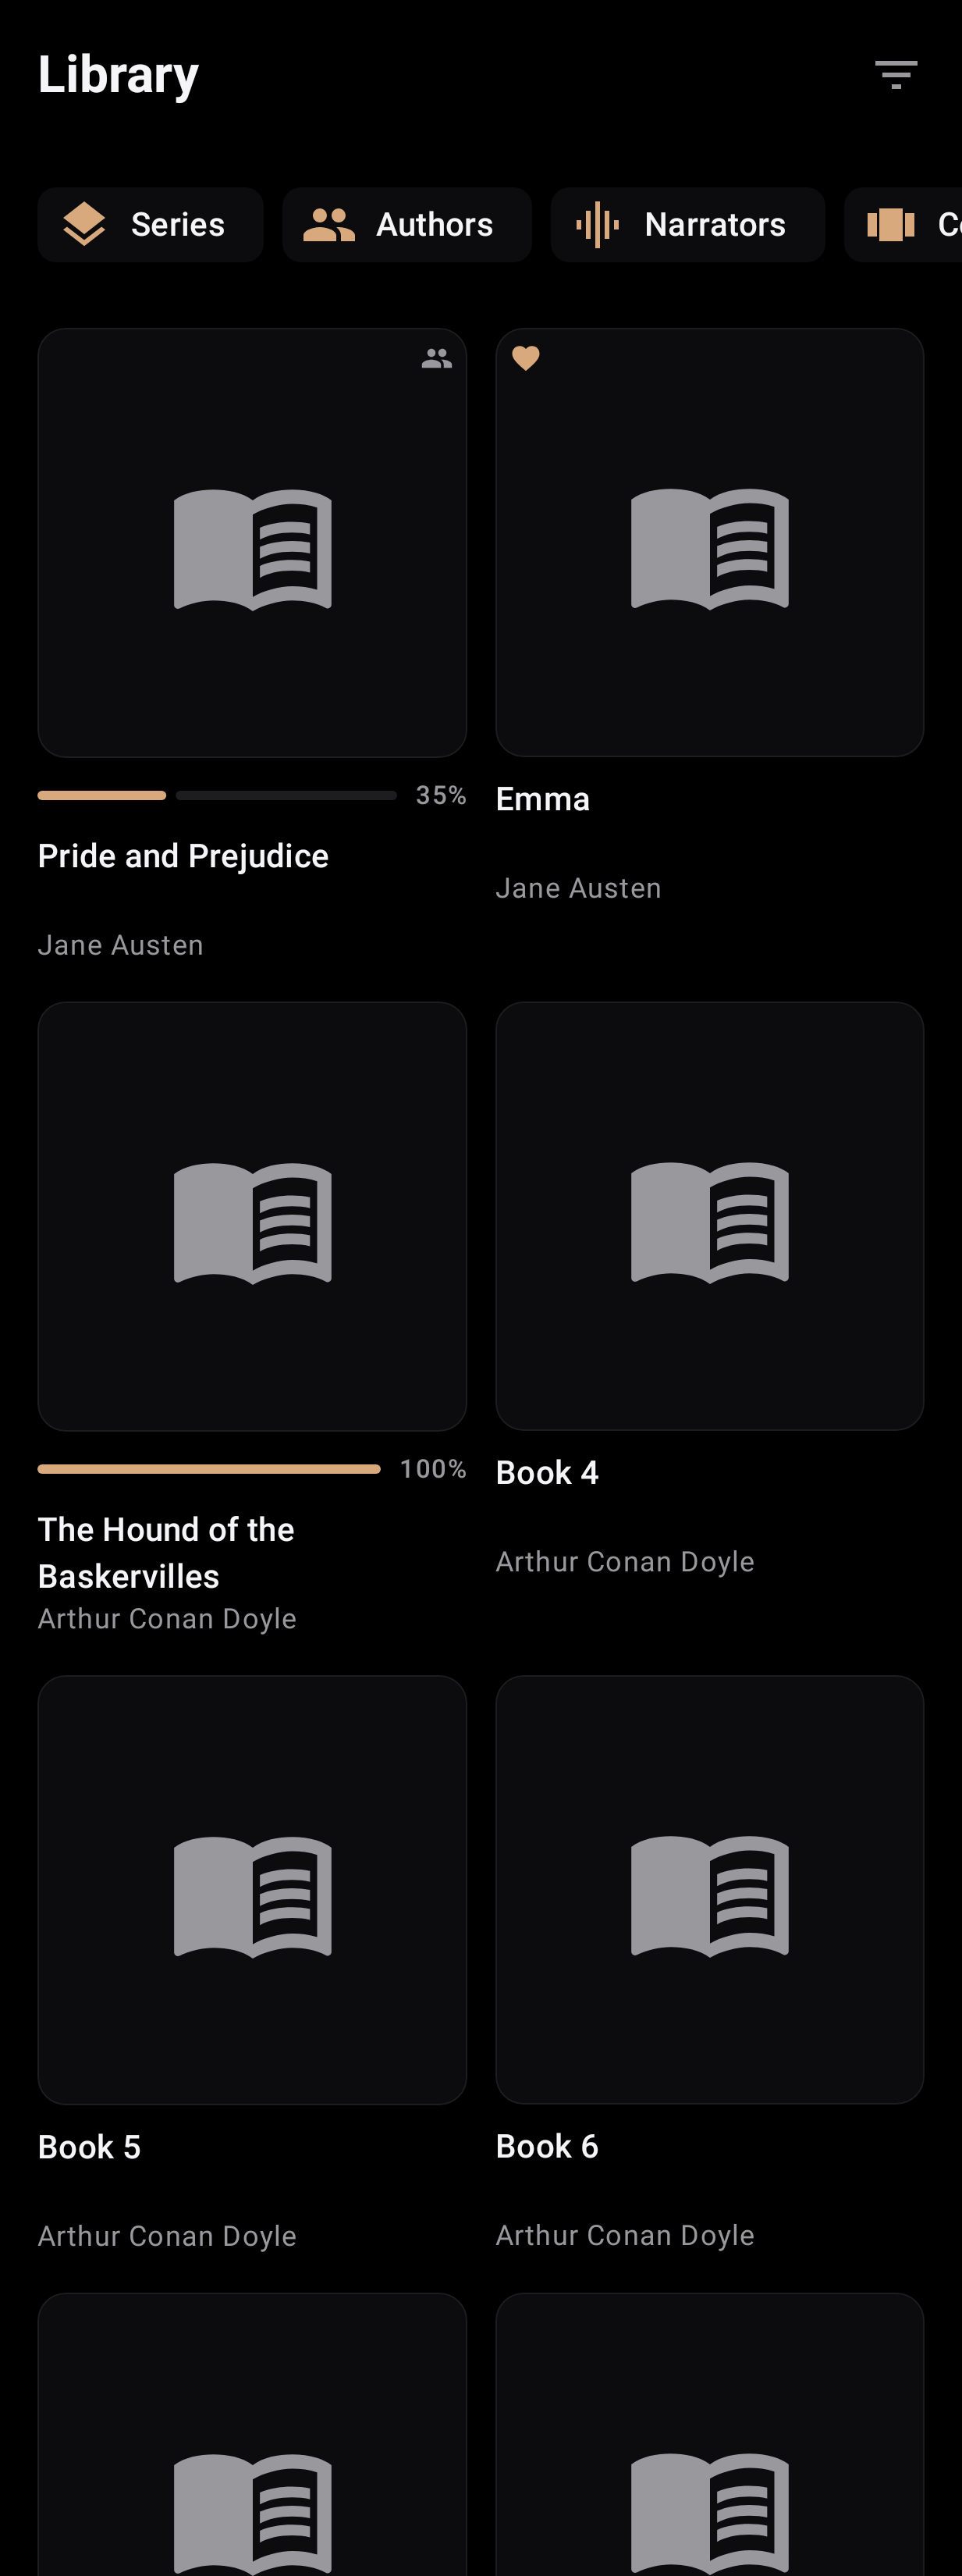 Library
Series
Authors
Narrators
35%
Pride and Prejudice
Jane Austen
Emma
Jane Austen
100%
The Hound of the
Baskervilles
Arthur Conan Doyle
Book 4
Arthur Conan Doyle
Book 5
Arthur Conan Doyle
Book 6
Arthur Conan Doyle